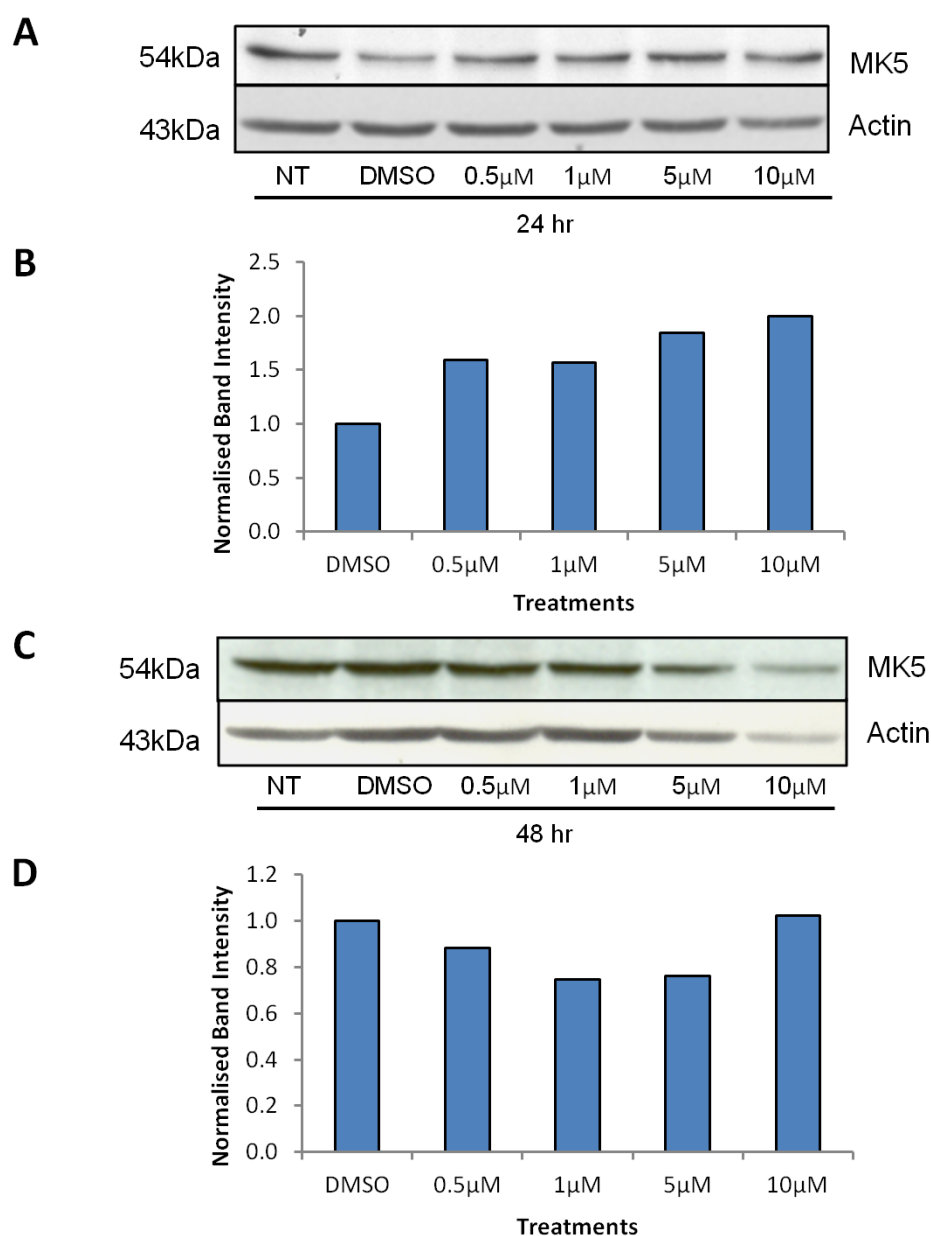 A
54kDa
MK5
43kDa
Actin
NT DMSO 0.5µM 1µM 5µM 10µM
24 hr
B
Normalised Band Intensity
2.5
2.0
1.5
1.0
0.5
0.0
DMSO 0.5µM 1µM 5µM 10µM
Treatments
C
54kDa
MK5
43kDa
Actin
NT DMSO 0.5µM 1µM 5µM 10µM
48 hr
D
Normalised Band Intensity
1.2
1.0
0.8
0.6
0.4
0.2
0.0
DMSO 0.5µM 1µM 5µM 10µM
Treatments